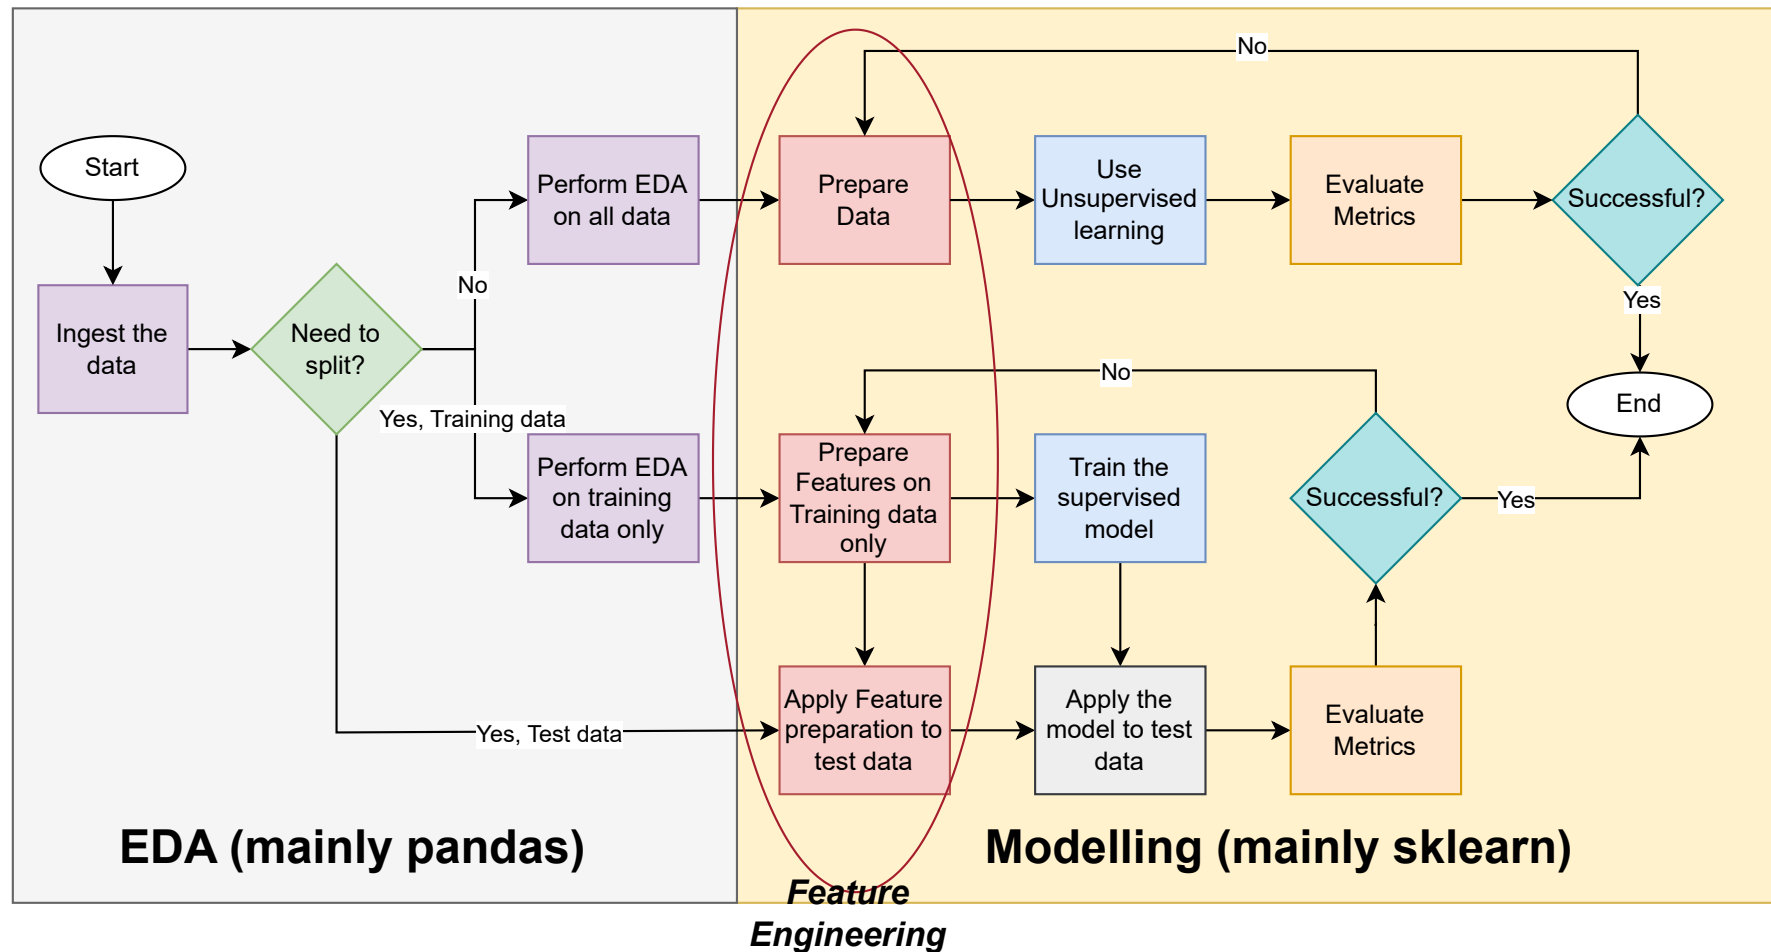 No
Start
Perform EDA
on all data
Prepare
Data
Use
Unsupervised
learning
Evaluate
Metrics
Successful?
No
Yes
Ingest the
data
Need to
split?
No
End
Yes, Training data
Perform EDA
on training
data only
Prepare
Features on
Training data
only
Train the
supervised
model
Successful?
Yes
Yes, Test data
Apply Feature
preparation to
test data
Apply the
model to test
data
Evaluate
Metrics
EDA (mainly pandas)
Modelling (mainly sklearn)
Feature
Engineering